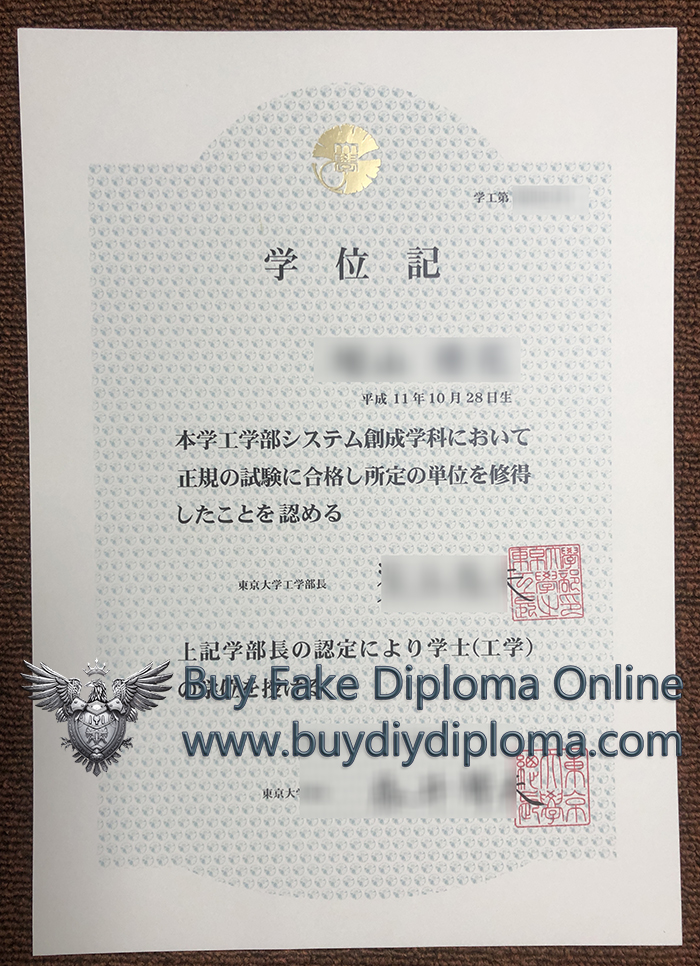 学工第
学位記
平成11年10月28日生
本学工学部システム創成学科において
正規の試験に合格し所定の単位を修得
したことを認める
東京大学工学部長
上記学部長の認定により学士(工学)
Buy Fake Diploma Online
www.buydiydiploma.com
東京大